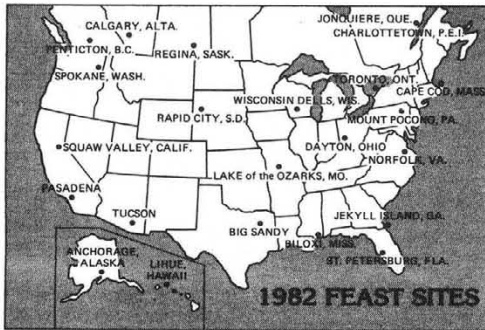 JONQUIERE, QUE.
CALGARY, ALTA.
CHARLOTTETOWN, P.E.I.
PENTICTON, B.C.
REGINA, SASK.
SPOKANE, WASH.
TORONTO, ONT.
CAPE COD, MASS.
WISCONSIN DELLS, WIS.
RAPID CITY, S.D.
MOUNT POCONO, PA.
SQUAW VALLEY, CALIF.
DAYTON, OHIO
NORFOLK, VA.
LAKE of the OZARKS, MO.
PASADENA
TUCSON
JEKYLL ISLAND, GA.
BIG SANDY
BILOXI, MISS.
ANCHORAGE,
ALASKA
LIHUE,
HAWAII
ST. PETERSBURG, FLA.
1982 FEAST SITES